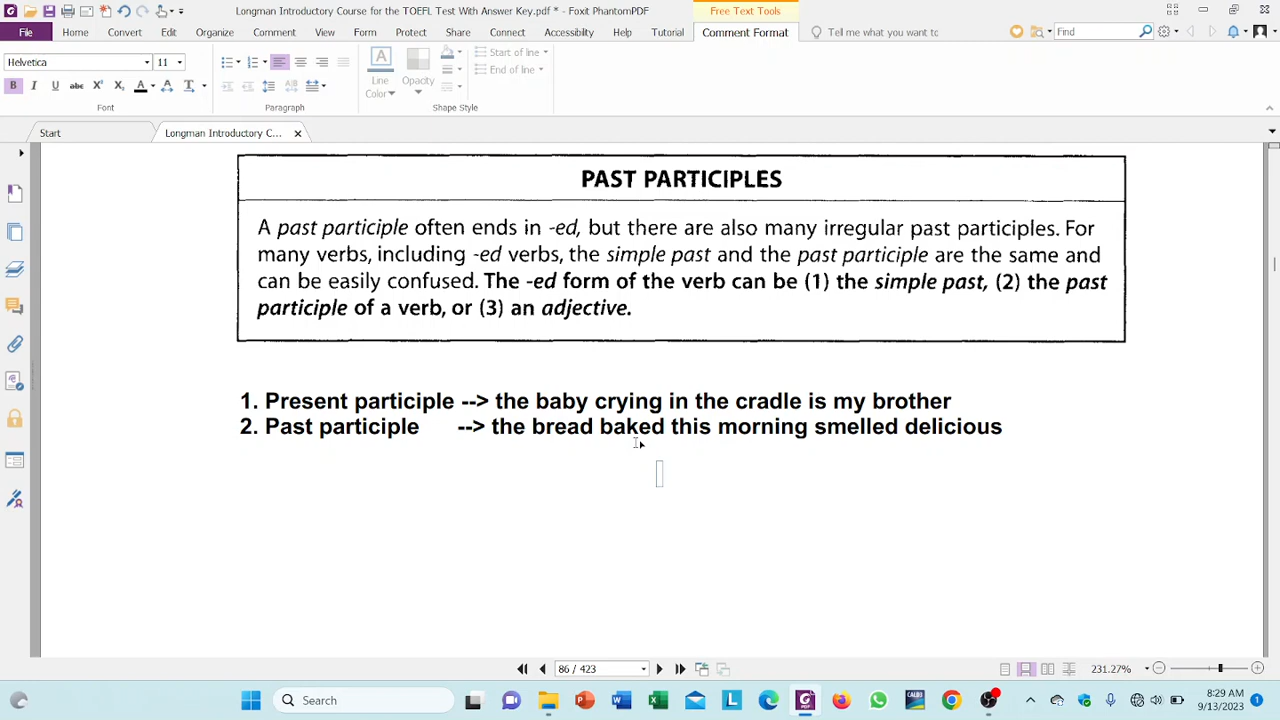 Longman Introductory Course for the TOEFL Test With Answer Key.pdf * - Foxit PhantomPDF
Free Text Tools
File Home Convert Edit Organize Comment View Form Protect Share Connect Accessibility Help Tutorial Comment Format Tell me what you want to Find
Helvetica 11
Line Color
Opacity
Start of line
End of line
Font Paragraph Shape Style
Start Longman Introductory C...
PAST PARTICIPLES
A past participle often ends in -ed, but there are also many irregular past participles. For
many verbs, including -ed verbs, the simple past and the past participle are the same and
can be easily confused. The -ed form of the verb can be (1) the simple past, (2) the past
participle of a verb, or (3) an adjective.
1. Present participle --> the baby crying in the cradle is my brother
2. Past participle --> the bread baked this morning smelled delicious
86 / 423 231.27%
Search
8:29 AM
9/13/2023